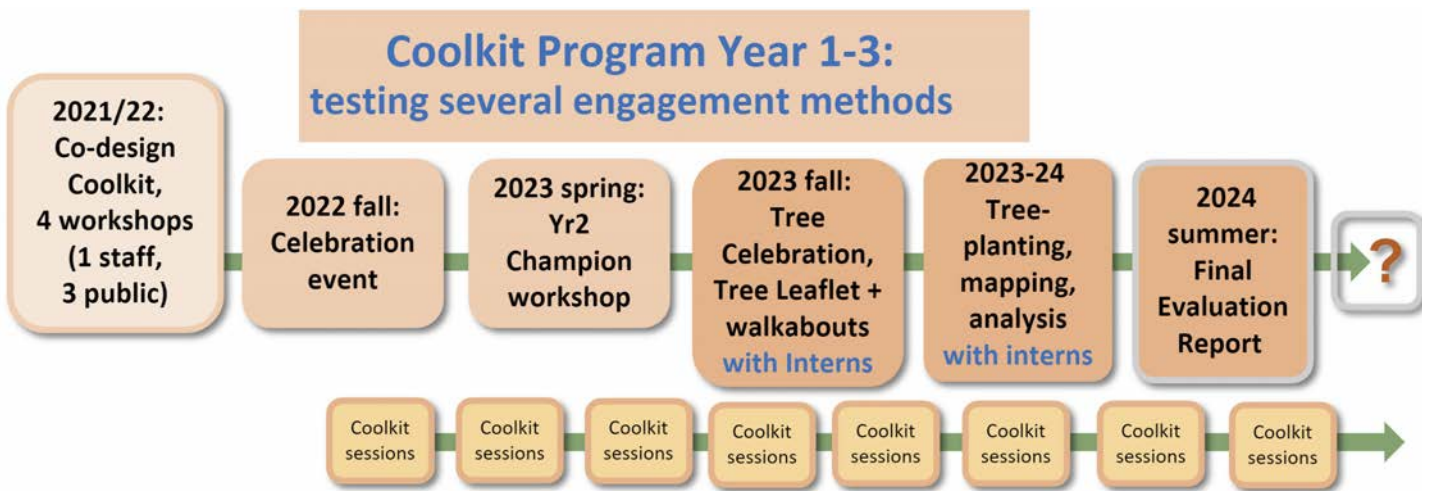 Coolkit Program Year 1-3:
testing several engagement methods
2021/22:
Co-design
Coolkit,
4 workshops
(1 staff,
3 public)
2022 fall:
Celebration
event
2023 spring:
Yr2
Champion
workshop
2023 fall:
Tree
Celebration,
Tree Leaflet +
walkabouts
with Interns
2023-24
Tree-
planting,
mapping,
analysis
with interns
2024
summer:
Final
Evaluation
Report
?
Coolkit
sessions
Coolkit
sessions
Coolkit
sessions
Coolkit
sessions
Coolkit
sessions
Coolkit
sessions
Coolkit
sessions
Coolkit
sessions